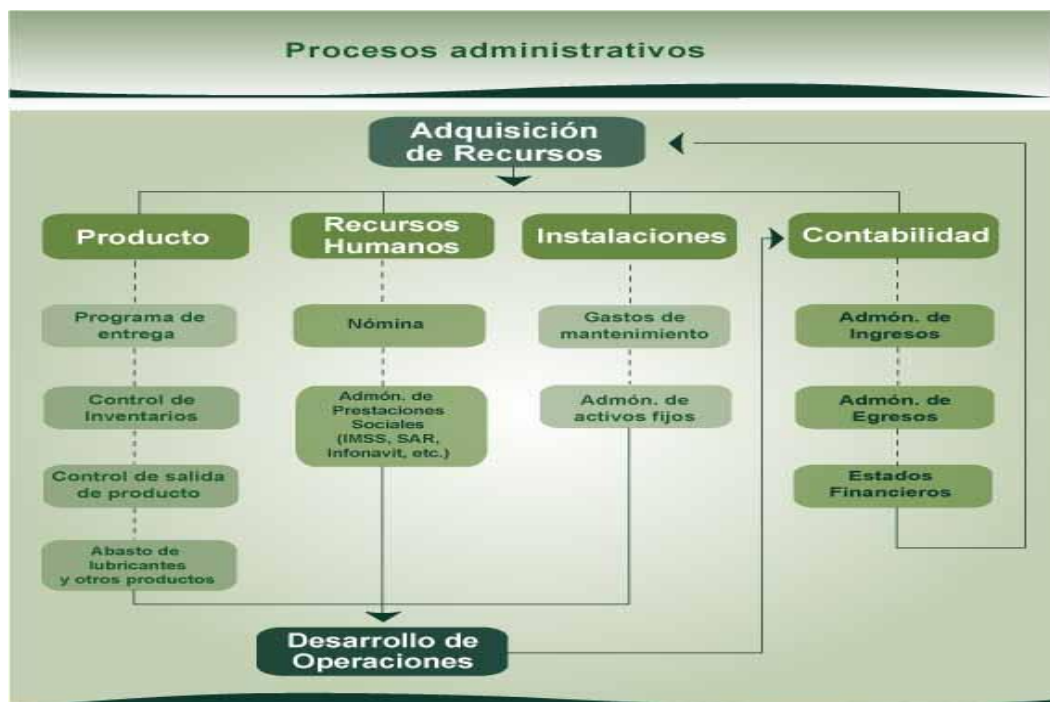 Procesos administrativos
Adquisición
de Recursos
Producto
Recursos
Humanos
Instalaciones
Contabilidad
Programa de
entrega
Nómina
Gastos de
mantenimiento
Admón. de
Ingresos
Control de
Inventarios
Admón. de
Prestaciones
Sociales
(IMSS, SAR,
Infonavit, etc.)
Admón. de
activos fijos
Admón. de
Egresos
Control de salida
de producto
Estados
Financieros
Abasto de
lubricantes
y otros productos
Desarrollo de
Operaciones